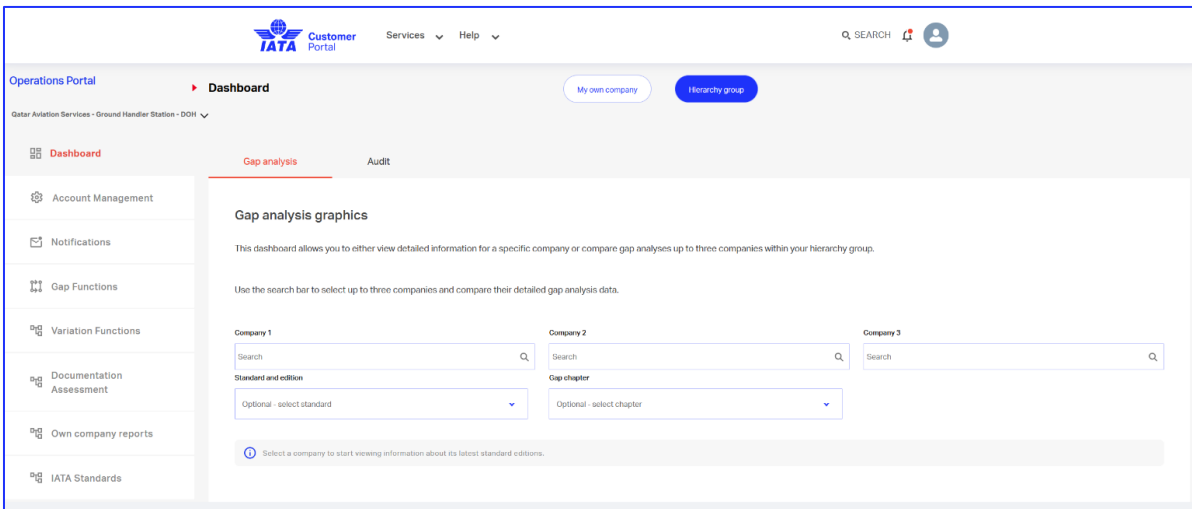 IATA
Customer
Portal
Services
Help
SEARCH
Operations Portal
Dashboard
My own company
Hierarchy group
Qatar Aviation Services - Ground Handler Station - DOH
Dashboard
Account Management
Notifications
Gap Functions
Variation Functions
Documentation
Assessment
Own company reports
IATA Standards
Gap analysis
Audit
Gap analysis graphics
This dashboard allows you to either view detailed information for a specific company or compare gap analyses up to three companies within your hierarchy group.
Use the search bar to select up to three companies and compare their detailed gap analysis data.
Company 1
Company 2
Company 3
Search
Search
Search
Standard and edition
Gap chapter
Optional - select standard
Optional - select chapter
Select a company to start viewing information about its latest standard editions.